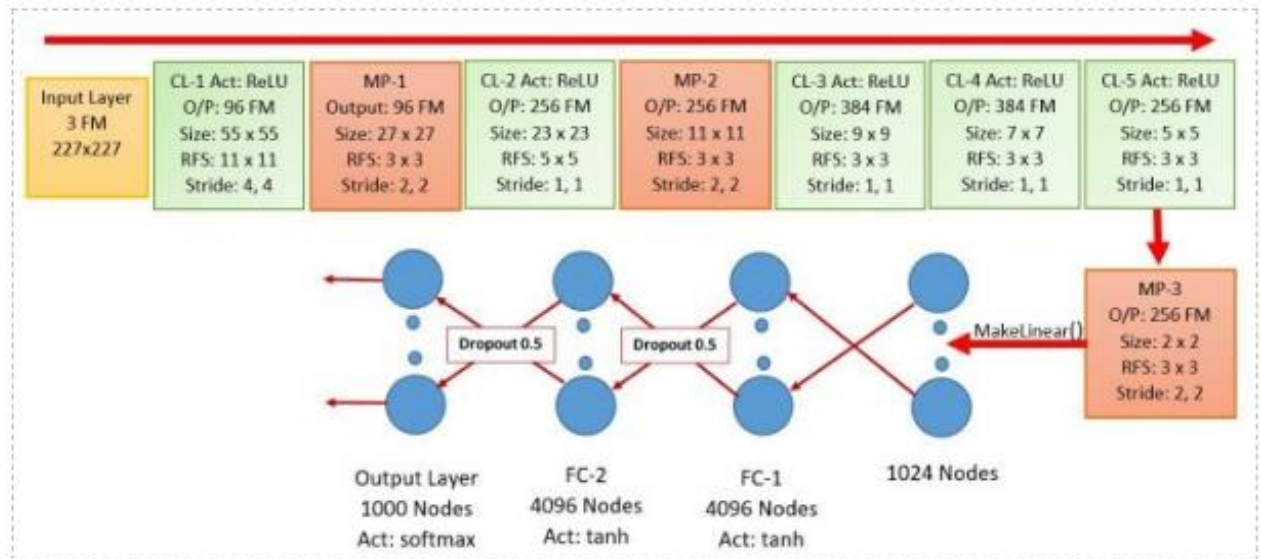 Input Layer
3 FM
227x227
CL-1 Act: ReLU
O/P: 96 FM
Size: 55 x 55
RFS: 11 x 11
Stride: 4, 4
MP-1
Output: 96 FM
Size: 27 x 27
RFS: 3 x 3
Stride: 2, 2
CL-2 Act: ReLU
O/P: 256 FM
Size: 23 x 23
RFS: 5 x 5
Stride: 1, 1
MP-2
O/P: 256 FM
Size: 11 x 11
RFS: 3 x 3
Stride: 2, 2
CL-3 Act: ReLU
O/P: 384 FM
Size: 9 x 9
RFS: 3 x 3
Stride: 1, 1
CL-4 Act: ReLU
O/P: 384 FM
Size: 7 x 7
RFS: 3 x 3
Stride: 1, 1
CL-5 Act: ReLU
O/P: 256 FM
Size: 5 x 5
RFS: 3 x 3
Stride: 1, 1
MP-3
O/P: 256 FM
Size: 2 x 2
RFS: 3 x 3
Stride: 2, 2
MakeLinear()
Dropout 0.5
Dropout 0.5
Output Layer
1000 Nodes
Act: softmax
FC-2
4096 Nodes
Act: tanh
FC-1
4096 Nodes
Act: tanh
1024 Nodes